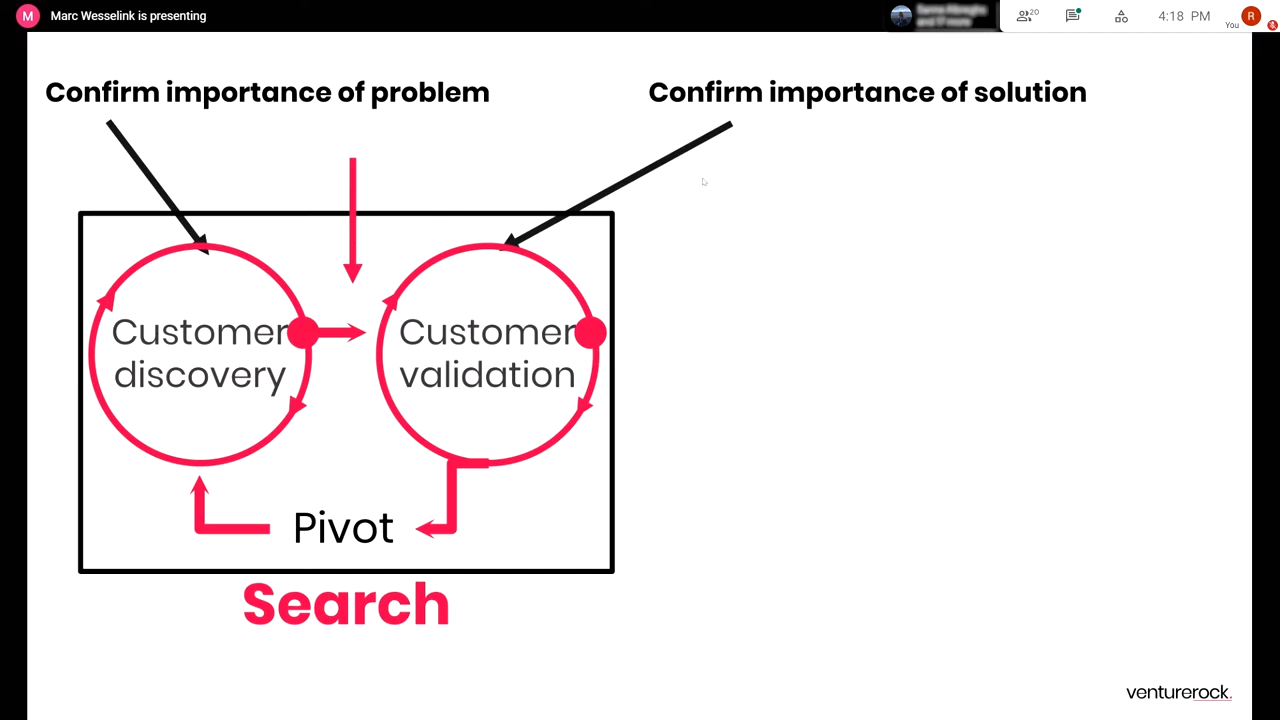 M Marc Wesselink is presenting
20
4:18 PM
You
R
Confirm importance of problem
Confirm importance of solution
Customer
discovery
Customer
validation
Pivot
Search
venturerock.